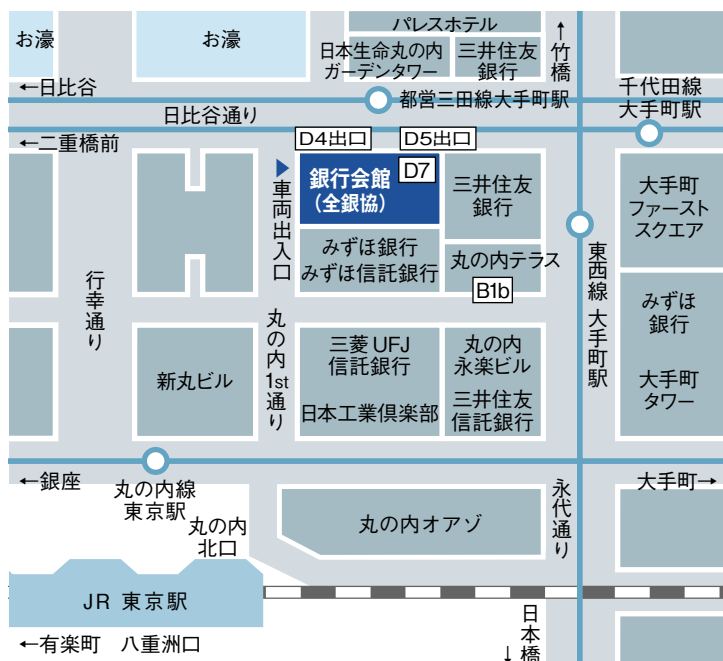 お濠
お濠
パレスホテル
日本生命丸の内
ガーデンタワー
三井住友
銀行
↑竹橋
←日比谷
都営三田線大手町駅
千代田線
大手町駅
日比谷通り
←二重橋前
D4出口
D5出口
車両出入口
銀行会館
(全銀協)
D7
三井住友
銀行
大手町
ファースト
スクエア
みずほ銀行
みずほ信託銀行
丸の内テラス
B1b
東西線 大手町駅
行幸通り
みずほ
銀行
大手町
タワー
新丸ビル
丸の内1st通り
三菱UFJ
信託銀行
日本工業倶楽部
丸の内
永楽ビル
三井住友
信託銀行
←銀座
丸の内線
東京駅
大手町→
丸の内
北口
丸の内オアゾ
永代通り
JR 東京駅
←有楽町 八重洲口
日本橋↓